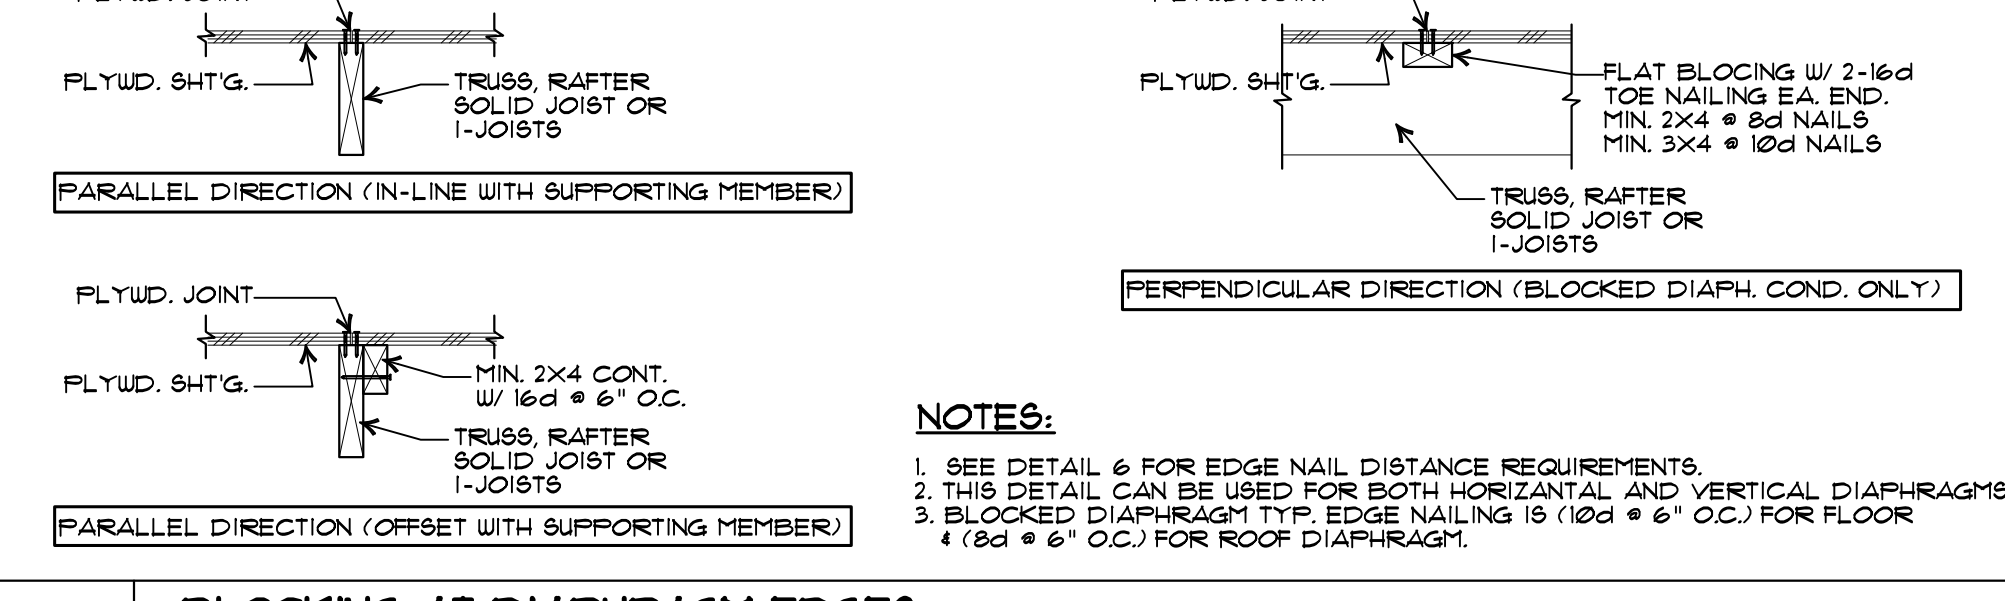 PLYWD. SHT'G.
TRUSS, RAFTER
SOLID JOIST OR
I-JOISTS
PARALLEL DIRECTION (IN-LINE WITH SUPPORTING MEMBER)
PLYWD. JOINT
PLYWD. SHT'G.
MIN. 2X4 CONT.
W/ 16d @ 6" O.C.
TRUSS, RAFTER
SOLID JOIST OR
I-JOISTS
PARALLEL DIRECTION (OFFSET WITH SUPPORTING MEMBER)
PLYWD. SHT'G.
FLAT BLOCING W/ 2-16d
TOE NAILING EA. END.
MIN. 2X4 @ 8d NAILS
MIN. 3X4 @ 10d NAILS
TRUSS, RAFTER
SOLID JOIST OR
I-JOISTS
PERPENDICULAR DIRECTION (BLOCKED DIAPH. COND. ONLY)
NOTES:
1. SEE DETAIL 6 FOR EDGE NAIL DISTANCE REQUIREMENTS.
2. THIS DETAIL CAN BE USED FOR BOTH HORIZANTAL AND VERTICAL DIAPHRAGMS
3. BLOCKED DIAPHRAGM TYP. EDGE NAILING IS (10d @ 6" O.C.) FOR FLOOR
& (8d @ 6" O.C.) FOR ROOF DIAPHRAGM.